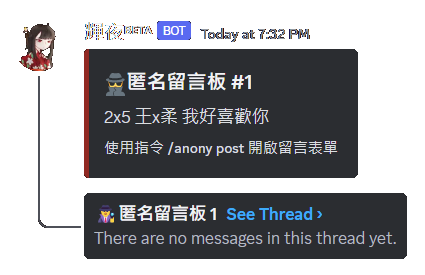 輝夜BETA BOT Today at 7:32 PM
匿名留言板 #1
2x5 王x柔 我好喜歡你
使用指令 /anony post 開啟留言表單
匿名留言板 1 See Thread ›
There are no messages in this thread yet.